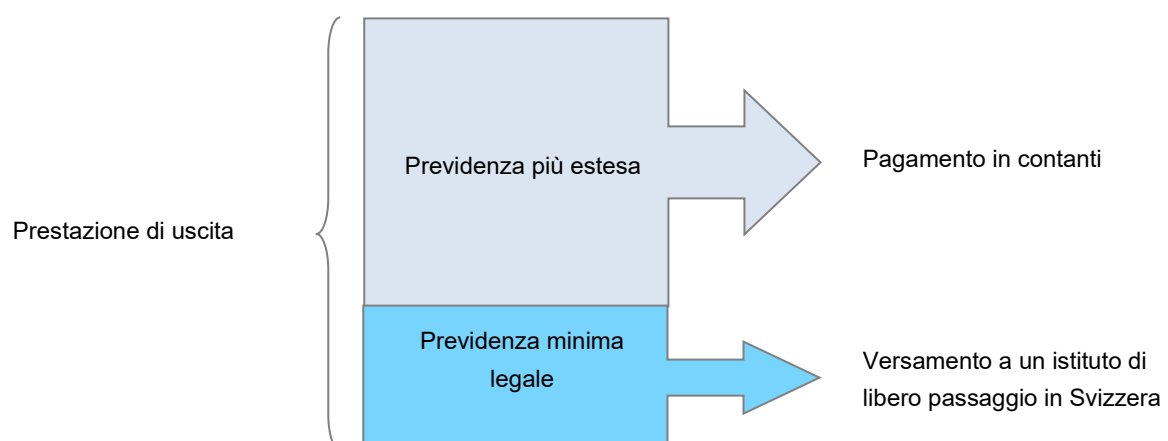 Previdenza più estesa
Pagamento in contanti
Prestazione di uscita
Previdenza minima
legale
Versamento a un istituto di
libero passaggio in Svizzera